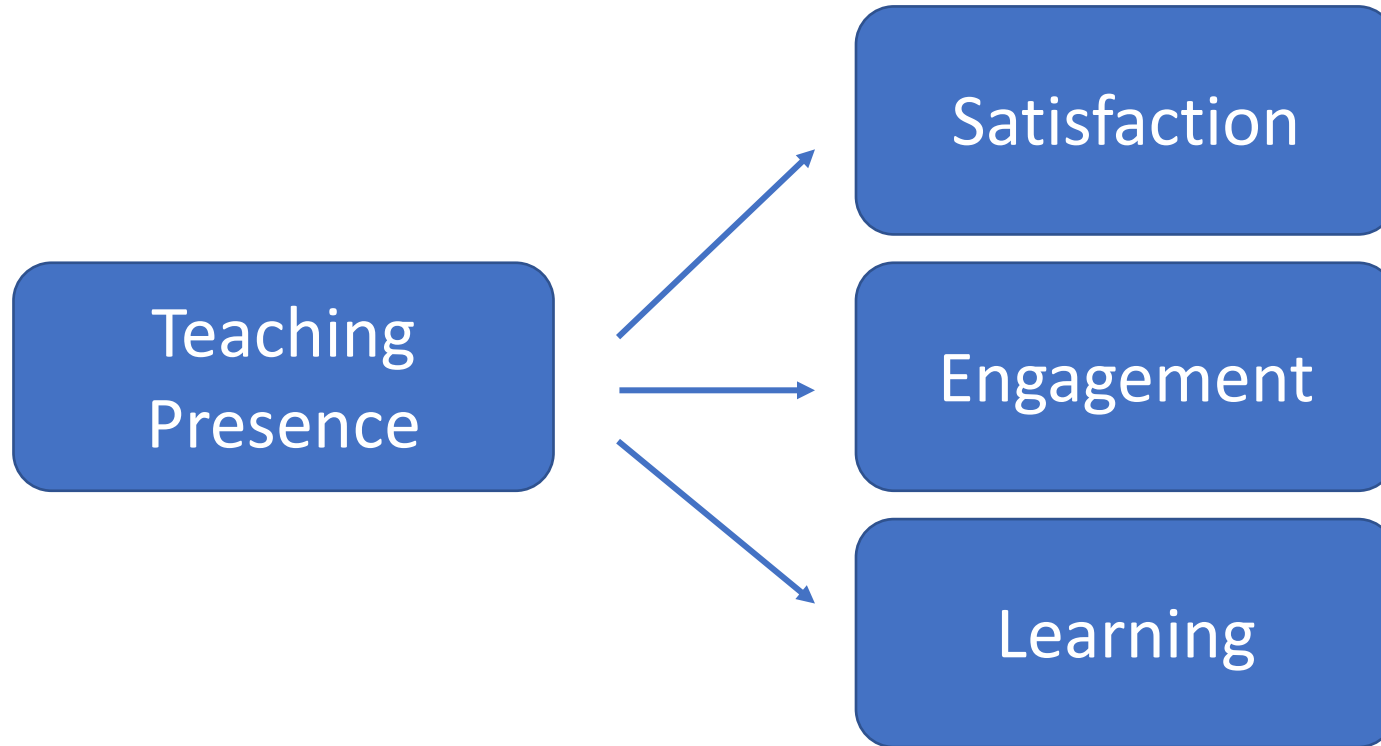 Teaching
Presence
Satisfaction
Engagement
Learning